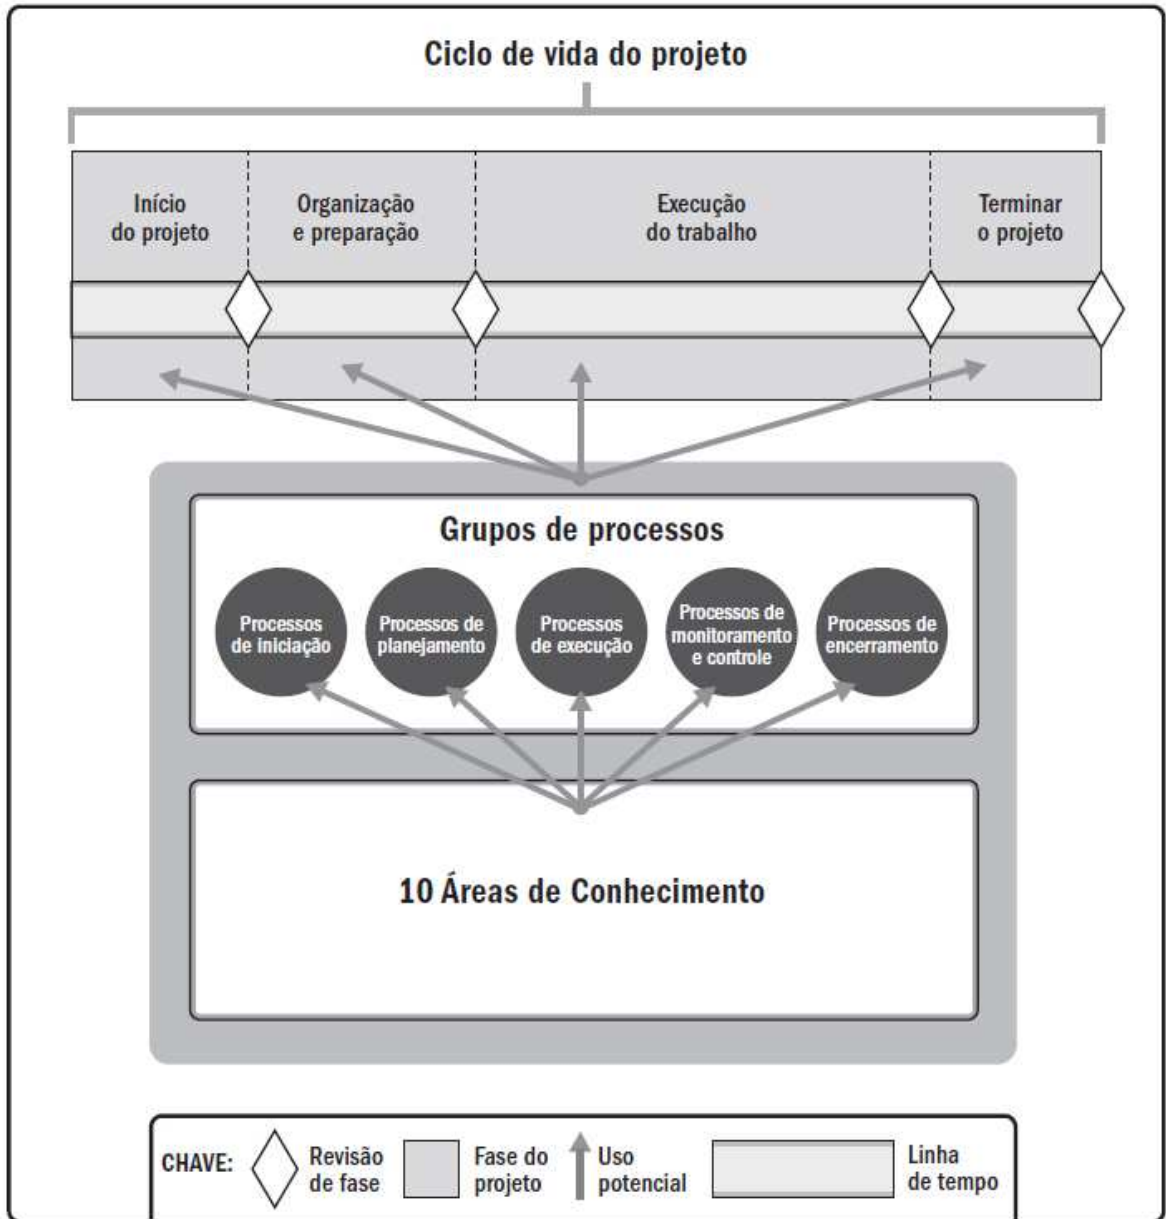 Ciclo de vida do projeto
Início
do projeto
Organização
e preparação
Execução
do trabalho
Terminar
o projeto
Grupos de processos
Processos
de iniciação
Processos de
planejamento
Processos
de execução
Processos de
monitoramento
e controle
Processos de
encerramento
10 Áreas de Conhecimento
CHAVE:
Revisão
de fase
Fase do
projeto
Uso
potencial
Linha
de tempo